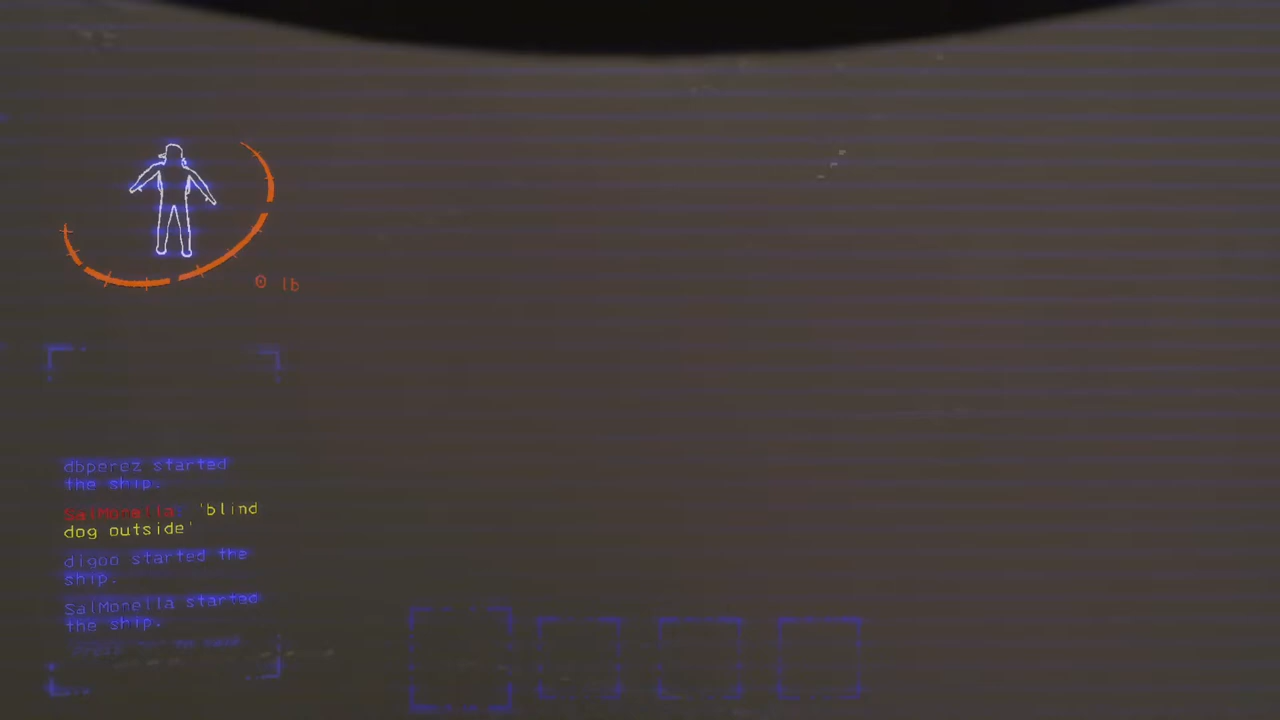 0 lb
dbperez started
the ship.
SalMonella: 'blind
dog outside'
digoo started the
ship.
SalMonella started
the ship.